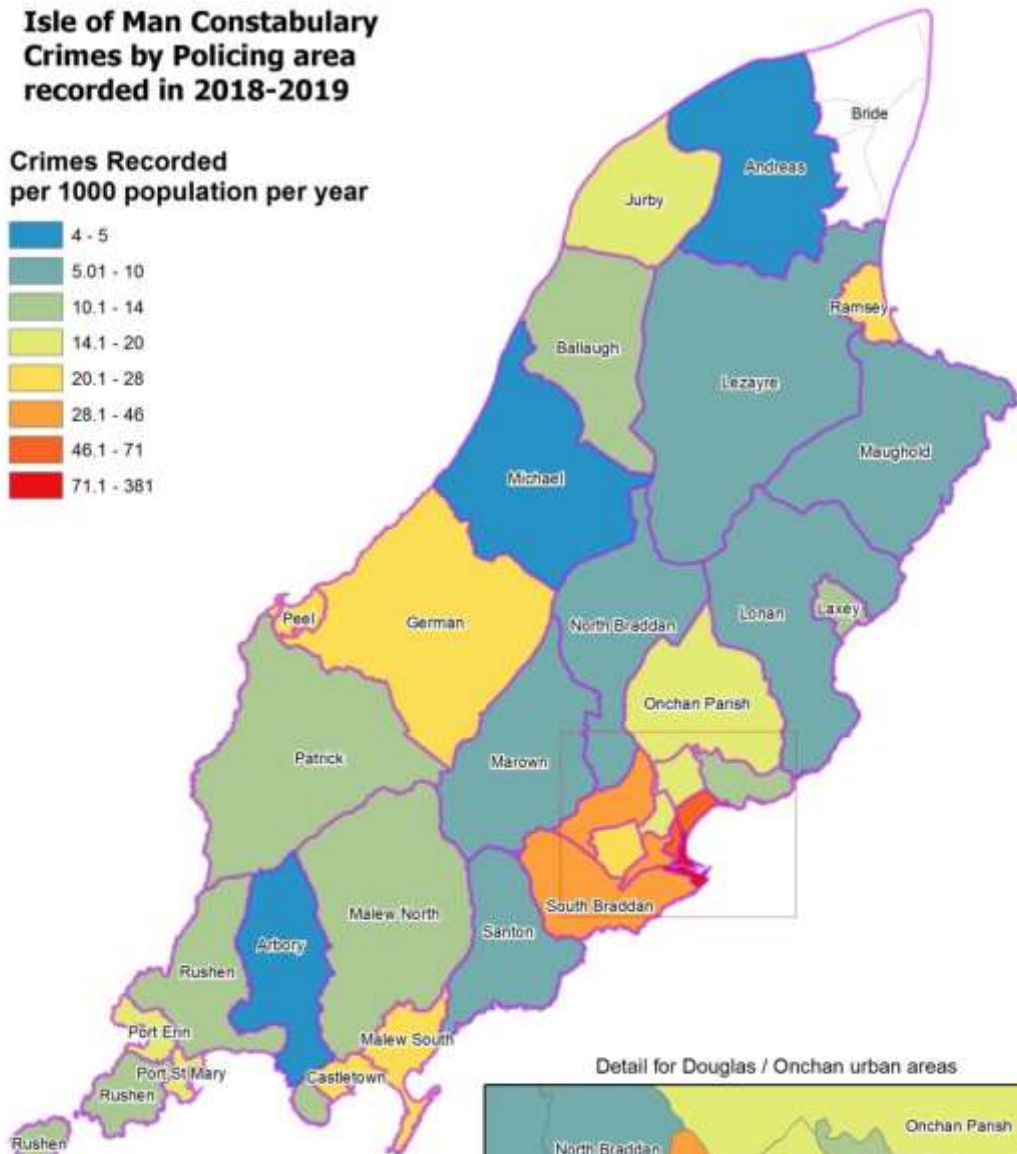 Isle of Man Constabulary
Crimes by Policing area
recorded in 2018-2019
Crimes Recorded
per 1000 population per year
4 - 5
5.01 - 10
10.1 - 14
14.1 - 20
20.1 - 28
28.1 - 46
46.1 - 71
71.1 - 381
Bride
Andreas
Jurby
Ramsey
Ballaugh
Lezayre
Maughold
Michael
Peel
German
North Braddan
Lonan
Laxey
Onchan Parish
Patrick
Marown
Malew North
South Braddan
Santon
Arbory
Rushen
Port Erin
Malew South
Port St Mary
Castletown
Rushen
Rushen
Detail for Douglas / Onchan urban areas
Onchan Parish
North Braddan